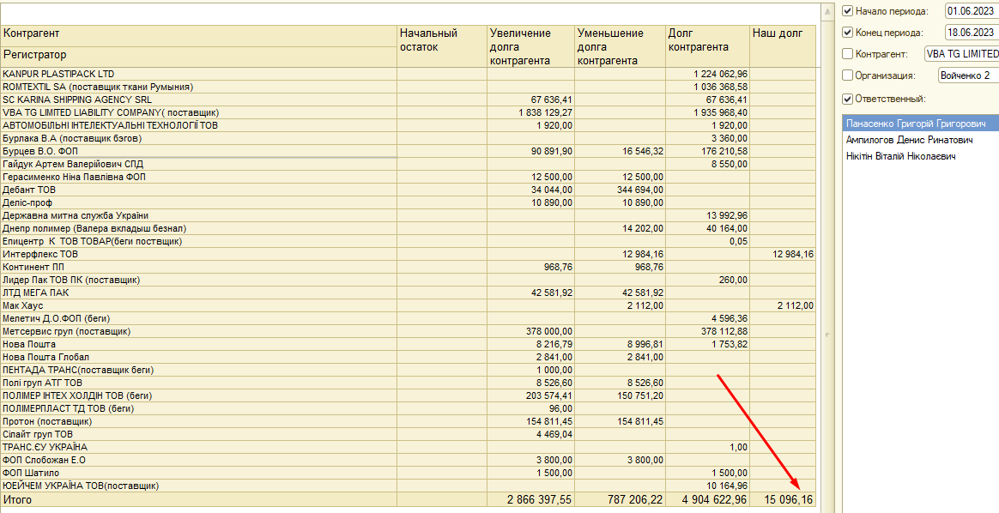 Контрагент Начальный остаток Увеличение долга контрагента Уменьшение долга контрагента Долг контрагента Наш долг
Регистратор
KANPUR PLASTIPACK LTD 1 224 062,96
ROMTEXTIL SA (поставщик ткани Румыния) 1 036 368,58
SC KARINA SHIPPING AGENCY SRL 67 636,41 67 636,41
VBA TG LIMITED LIABILITY COMPANY( поставщик) 1 838 129,27 1 935 968,40
АВТОМОБІЛЬНІ ІНТЕЛЕКТУАЛЬНІ ТЕХНОЛОГІЇ ТОВ 1 920,00 1 920,00
Бурлака В.А (поставщик бэгов) 3 360,00
Бурцев В.О. ФОП 90 891,90 16 546,32 176 210,58
Гайдук Артем Валерійович СПД 8 550,00
Герасименко Ніна Павлівна ФОП 12 500,00 12 500,00
Дебант ТОВ 34 044,00 344 694,00
Деліс-проф 10 890,00 10 890,00
Державна митна служба України 13 992,96
Днепр полимер (Валера вкладыш безнал) 14 202,00 40 164,00
Епицентр К ТОВ ТОВАР(беги поствщик) 0,05
Интерфлекс ТОВ 12 984,16 12 984,16
Континент ПП 968,76 968,76
Лидер Пак ТОВ ПК (поставщик) 260,00
ЛТД МЕГА ПАК 42 581,92 42 581,92
Мак Хаус 2 112,00 2 112,00
Мелетич Д.О.ФОП (беги) 4 596,36
Метсервис груп (поставщик) 378 000,00 378 112,88
Нова Пошта 8 216,79 8 996,81 1 753,82
Нова Пошта Глобал 2 841,00 2 841,00
ПЕНТАДА ТРАНС(поставщик беги) 1 000,00
Полі груп АТГ ТОВ 8 526,60 8 526,60
ПОЛІМЕР ІНТЕХ ХОЛДІН ТОВ (беги) 203 574,41 150 751,20
ПОЛІМЕРПЛАСТ ТД ТОВ (беги) 96,00
Протон (поставщик) 154 811,45 154 811,45
Сілайт груп ТОВ 4 469,04
ТРАНС.ЄУ УКРАЇНА 1,00
ФОП Слобожан Е.О 3 800,00 3 800,00
ФОП Шатило 1 500,00 1 500,00
ЮЕЙЧЕМ УКРАЇНА ТОВ(поставщик) 10 164,96
Итого 2 866 397,55 787 206,22 4 904 622,96 15 096,16
Начало периода: 01.06.2023
Конец периода: 18.06.2023
Контрагент: VBA TG LIMITED
Организация: Войченко 2
Ответственный:
Панасенко Григорій Григорович
Ампилогов Денис Ринатович
Нікітін Віталій Ніколаєвич